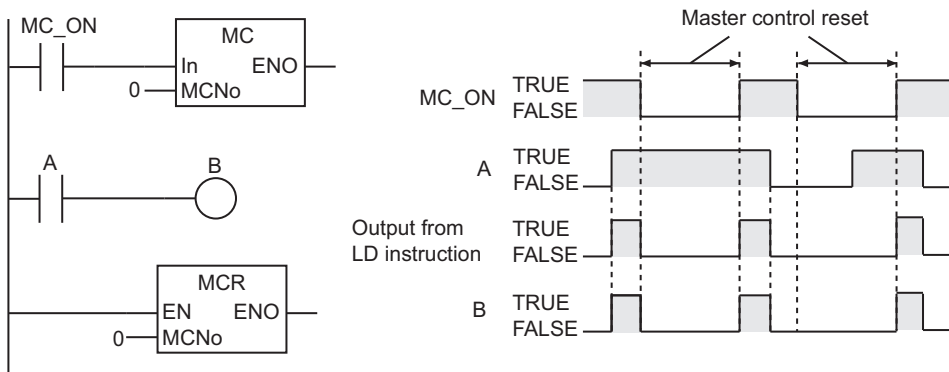 MC_ON
MC
In ENO
0 MCNo
A B
MCR
EN ENO
0 MCNo
Master control reset
MC_ON TRUE
FALSE
A TRUE
FALSE
Output from
LD instruction
TRUE
FALSE
B TRUE
FALSE